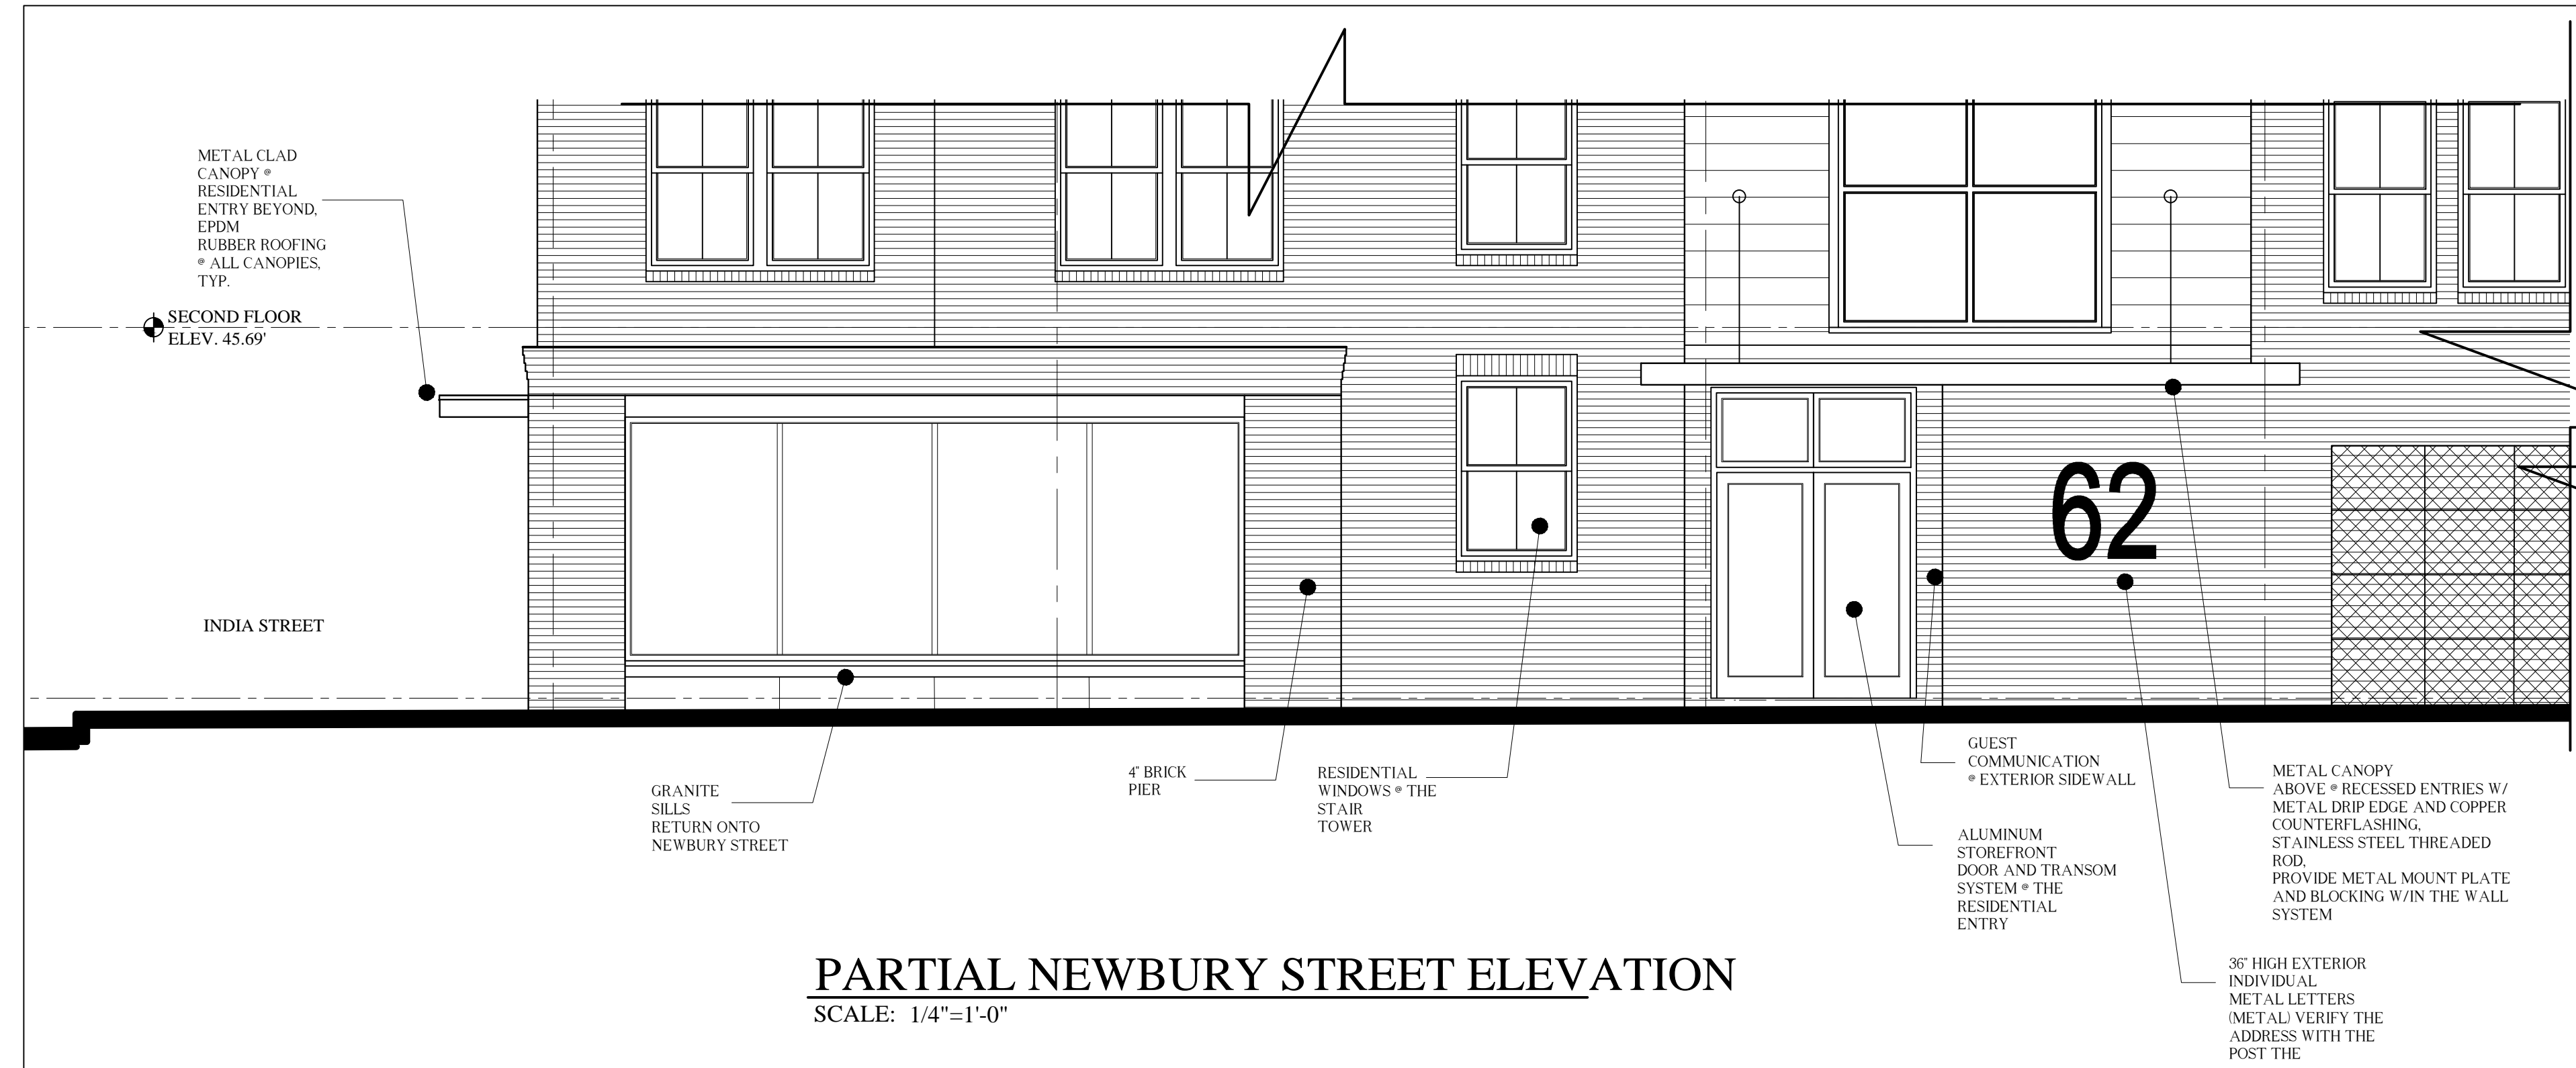 METAL CLAD
CANOPY @
RESIDENTIAL
ENTRY BEYOND,
EPDM
RUBBER ROOFING
@ ALL CANOPIES,
TYP.
SECOND FLOOR
ELEV. 45.69'
INDIA STREET
62
GRANITE
SILLS
RETURN ONTO
NEWBURY STREET
4" BRICK
PIER
RESIDENTIAL
WINDOWS @ THE
STAIR
TOWER
GUEST
COMMUNICATION
@ EXTERIOR SIDEWALL
ALUMINUM
STOREFRONT
DOOR AND TRANSOM
SYSTEM @ THE
RESIDENTIAL
ENTRY
METAL CANOPY
ABOVE @ RECESSED ENTRIES W/
METAL DRIP EDGE AND COPPER
COUNTERFLASHING,
STAINLESS STEEL THREADED
ROD,
PROVIDE METAL MOUNT PLATE
AND BLOCKING W/IN THE WALL
SYSTEM
36" HIGH EXTERIOR
INDIVIDUAL
METAL LETTERS
(METAL) VERIFY THE
ADDRESS WITH THE
POST THE
PARTIAL NEWBURY STREET ELEVATION
SCALE: 1/4"=1'-0"